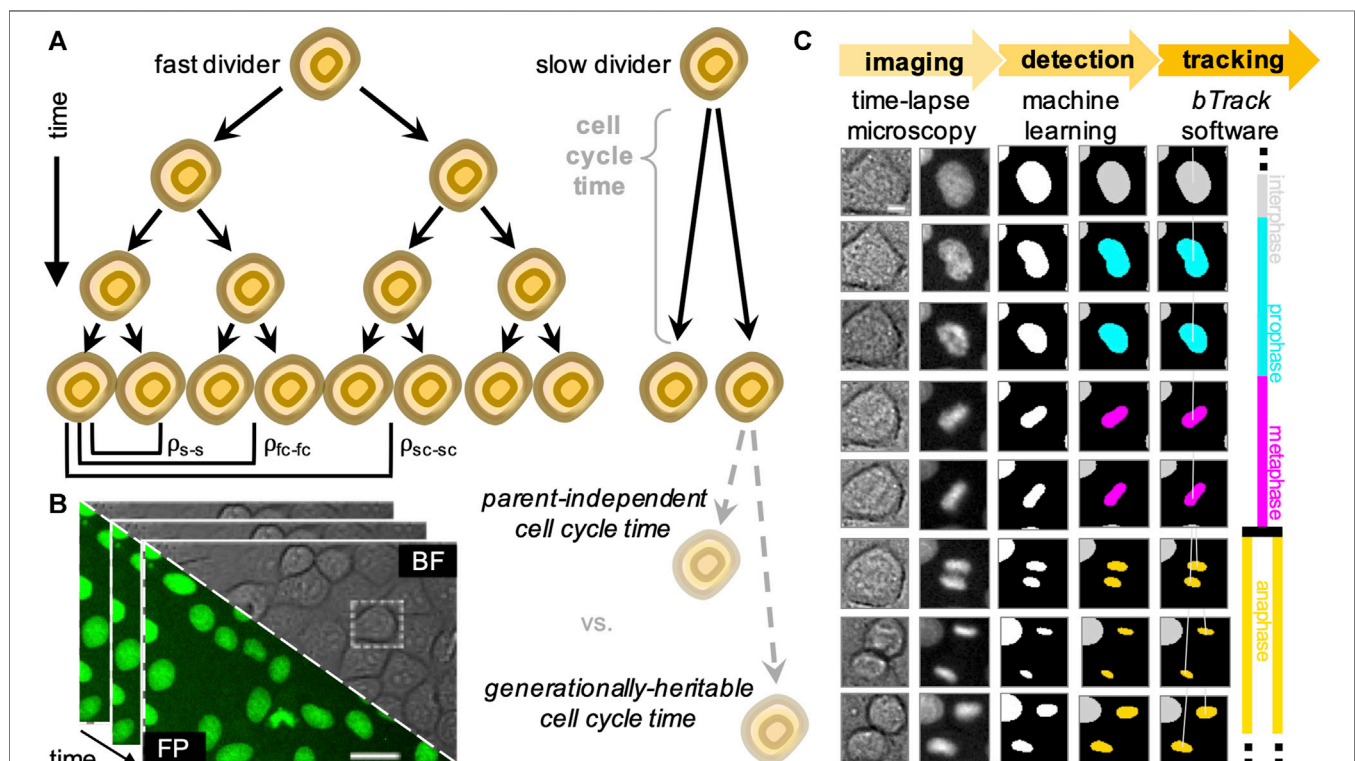 A
fast divider
slow divider
time
cell
cycle
time
ρs-s
ρfc-fc
ρsc-sc
parent-independent
cell cycle time
vs.
generationally-heritable
cell cycle time
B
BF
FP
time
C
imaging
detection
tracking
time-lapse
microscopy
machine
learning
bTrack
software
interphase
prophase
metaphase
anaphase